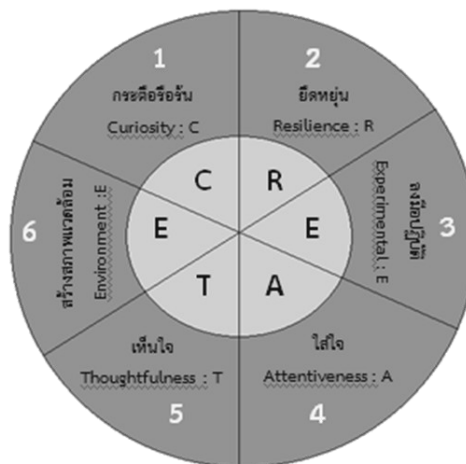 1
กระตือรือร้น
Curiosity : C
2
ยืดหยุ่น
Resilience : R
3
ลงมือปฏิบัติ
Experimental : E
4
ใส่ใจ
Attentiveness : A
5
เห็นใจ
Thoughtfulness : T
6
สร้างสภาพแวดล้อม
Environment :E
C
R
E
A
T
E